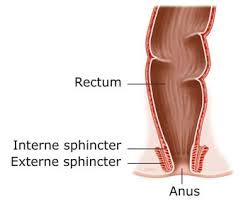 Rectum
Interne sphincter
Externe sphincter
Anus